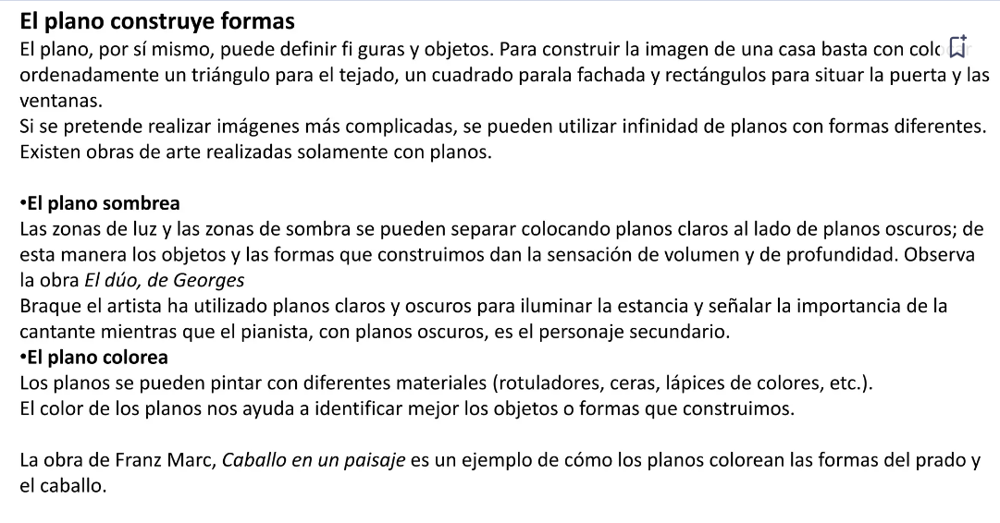 El plano construye formas
El plano, por sí mismo, puede definir fi guras y objetos. Para construir la imagen de una casa basta con colocar
ordenadamente un triángulo para el tejado, un cuadrado parala fachada y rectángulos para situar la puerta y las
ventanas.
Si se pretende realizar imágenes más complicadas, se pueden utilizar infinidad de planos con formas diferentes.
Existen obras de arte realizadas solamente con planos.
•El plano sombrea
Las zonas de luz y las zonas de sombra se pueden separar colocando planos claros al lado de planos oscuros; de
esta manera los objetos y las formas que construimos dan la sensación de volumen y de profundidad. Observa
la obra El dúo, de Georges
Braque el artista ha utilizado planos claros y oscuros para iluminar la estancia y señalar la importancia de la
cantante mientras que el pianista, con planos oscuros, es el personaje secundario.
•El plano colorea
Los planos se pueden pintar con diferentes materiales (rotuladores, ceras, lápices de colores, etc.).
El color de los planos nos ayuda a identificar mejor los objetos o formas que construimos.
La obra de Franz Marc, Caballo en un paisaje es un ejemplo de cómo los planos colorean las formas del prado y
el caballo.